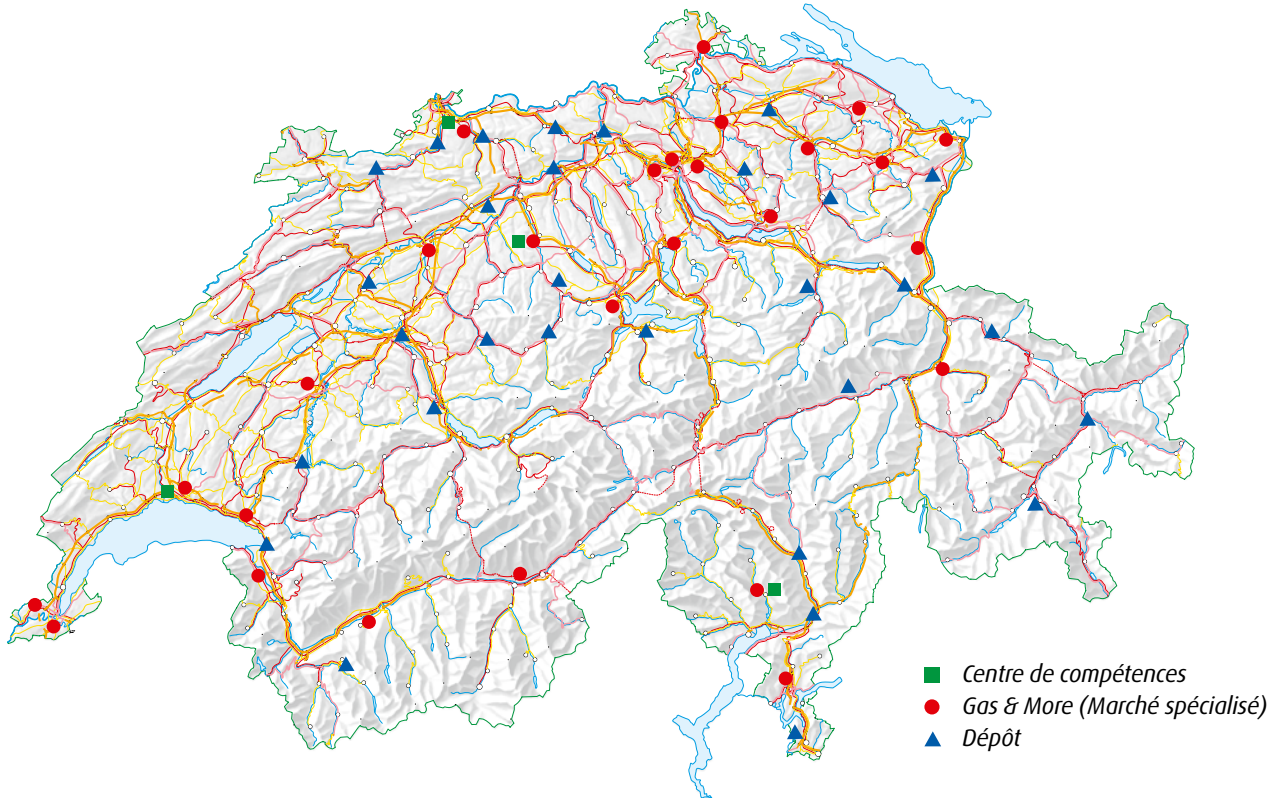 Centre de compétences
Gas & More (Marché spécialisé)
Dépôt